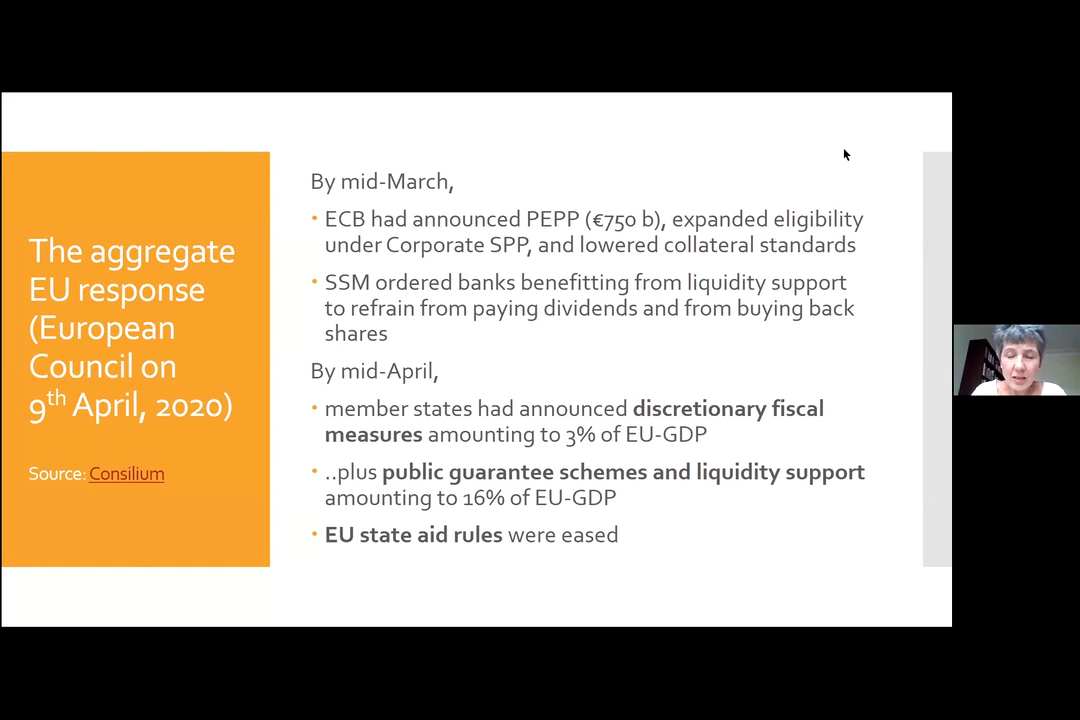 The aggregate
EU response
(European
Council on
9th April, 2020)
Source: Consilium
By mid-March,
• ECB had announced PEPP (€750 b), expanded eligibility
under Corporate SPP, and lowered collateral standards
• SSM ordered banks benefitting from liquidity support
to refrain from paying dividends and from buying back
shares
By mid-April,
• member states had announced discretionary fiscal
measures amounting to 3% of EU-GDP
• ..plus public guarantee schemes and liquidity support
amounting to 16% of EU-GDP
• EU state aid rules were eased